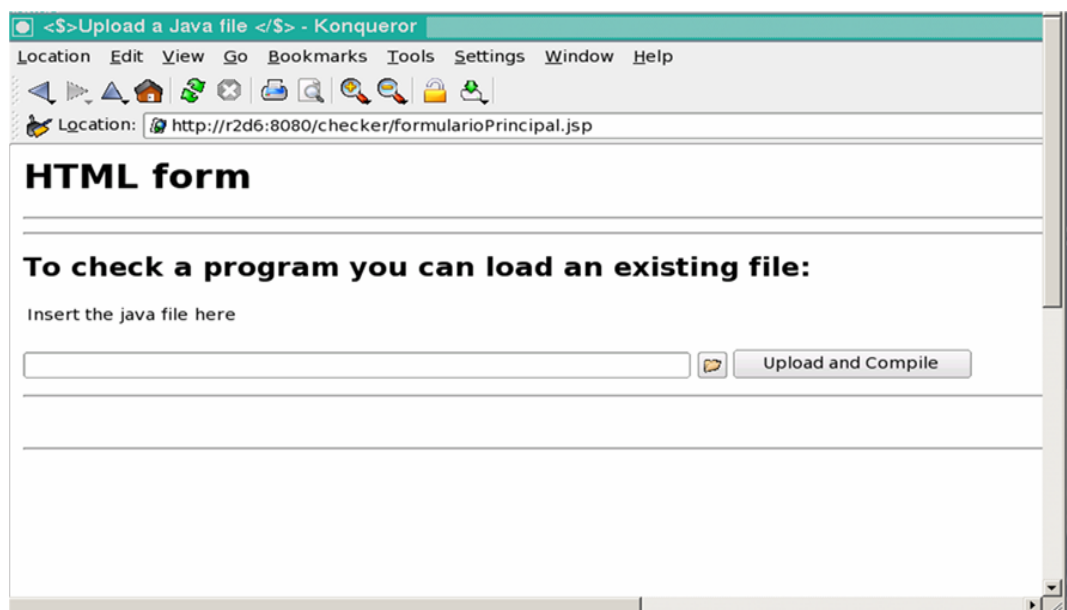 <$>Upload a Java file </$> - Konqueror
Location Edit View Go Bookmarks Tools Settings Window Help
Location: http://r2d6:8080/checker/formularioPrincipal.jsp
HTML form
To check a program you can load an existing file:
Insert the java file here
Upload and Compile